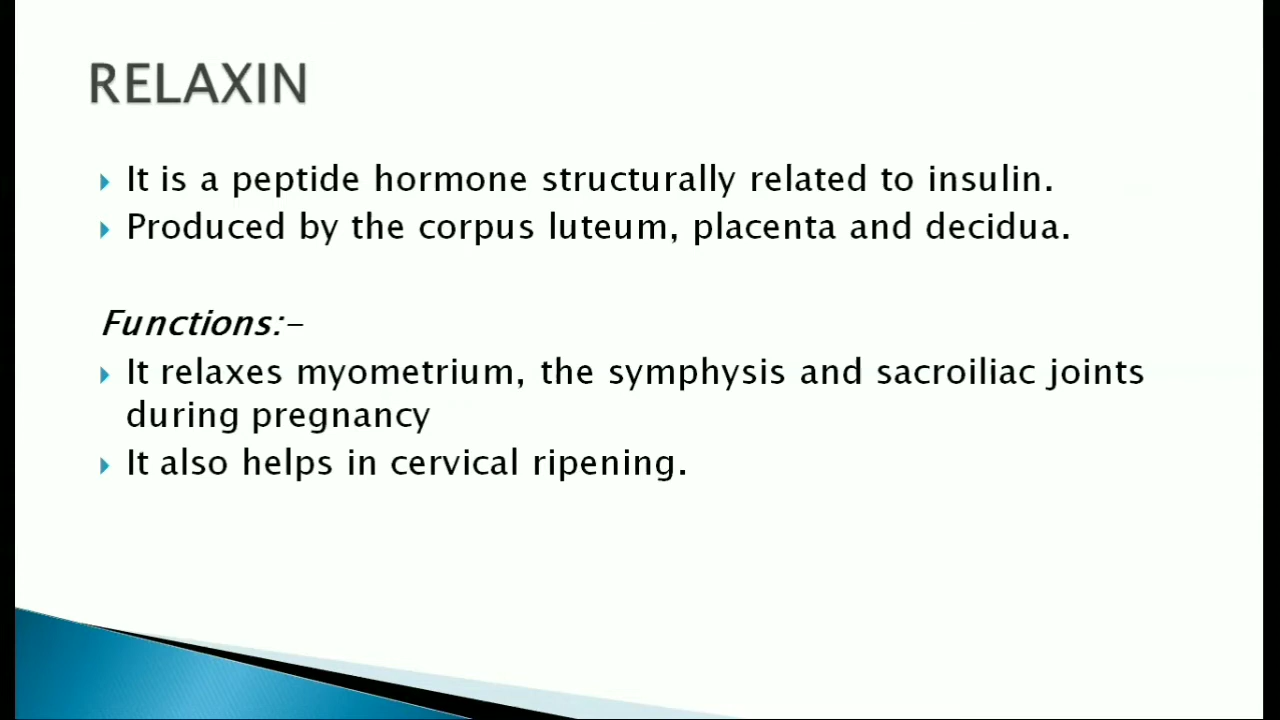 RELAXIN
It is a peptide hormone structurally related to insulin.
Produced by the corpus luteum, placenta and decidua.
Functions:-
It relaxes myometrium, the symphysis and sacroiliac joints
during pregnancy
It also helps in cervical ripening.